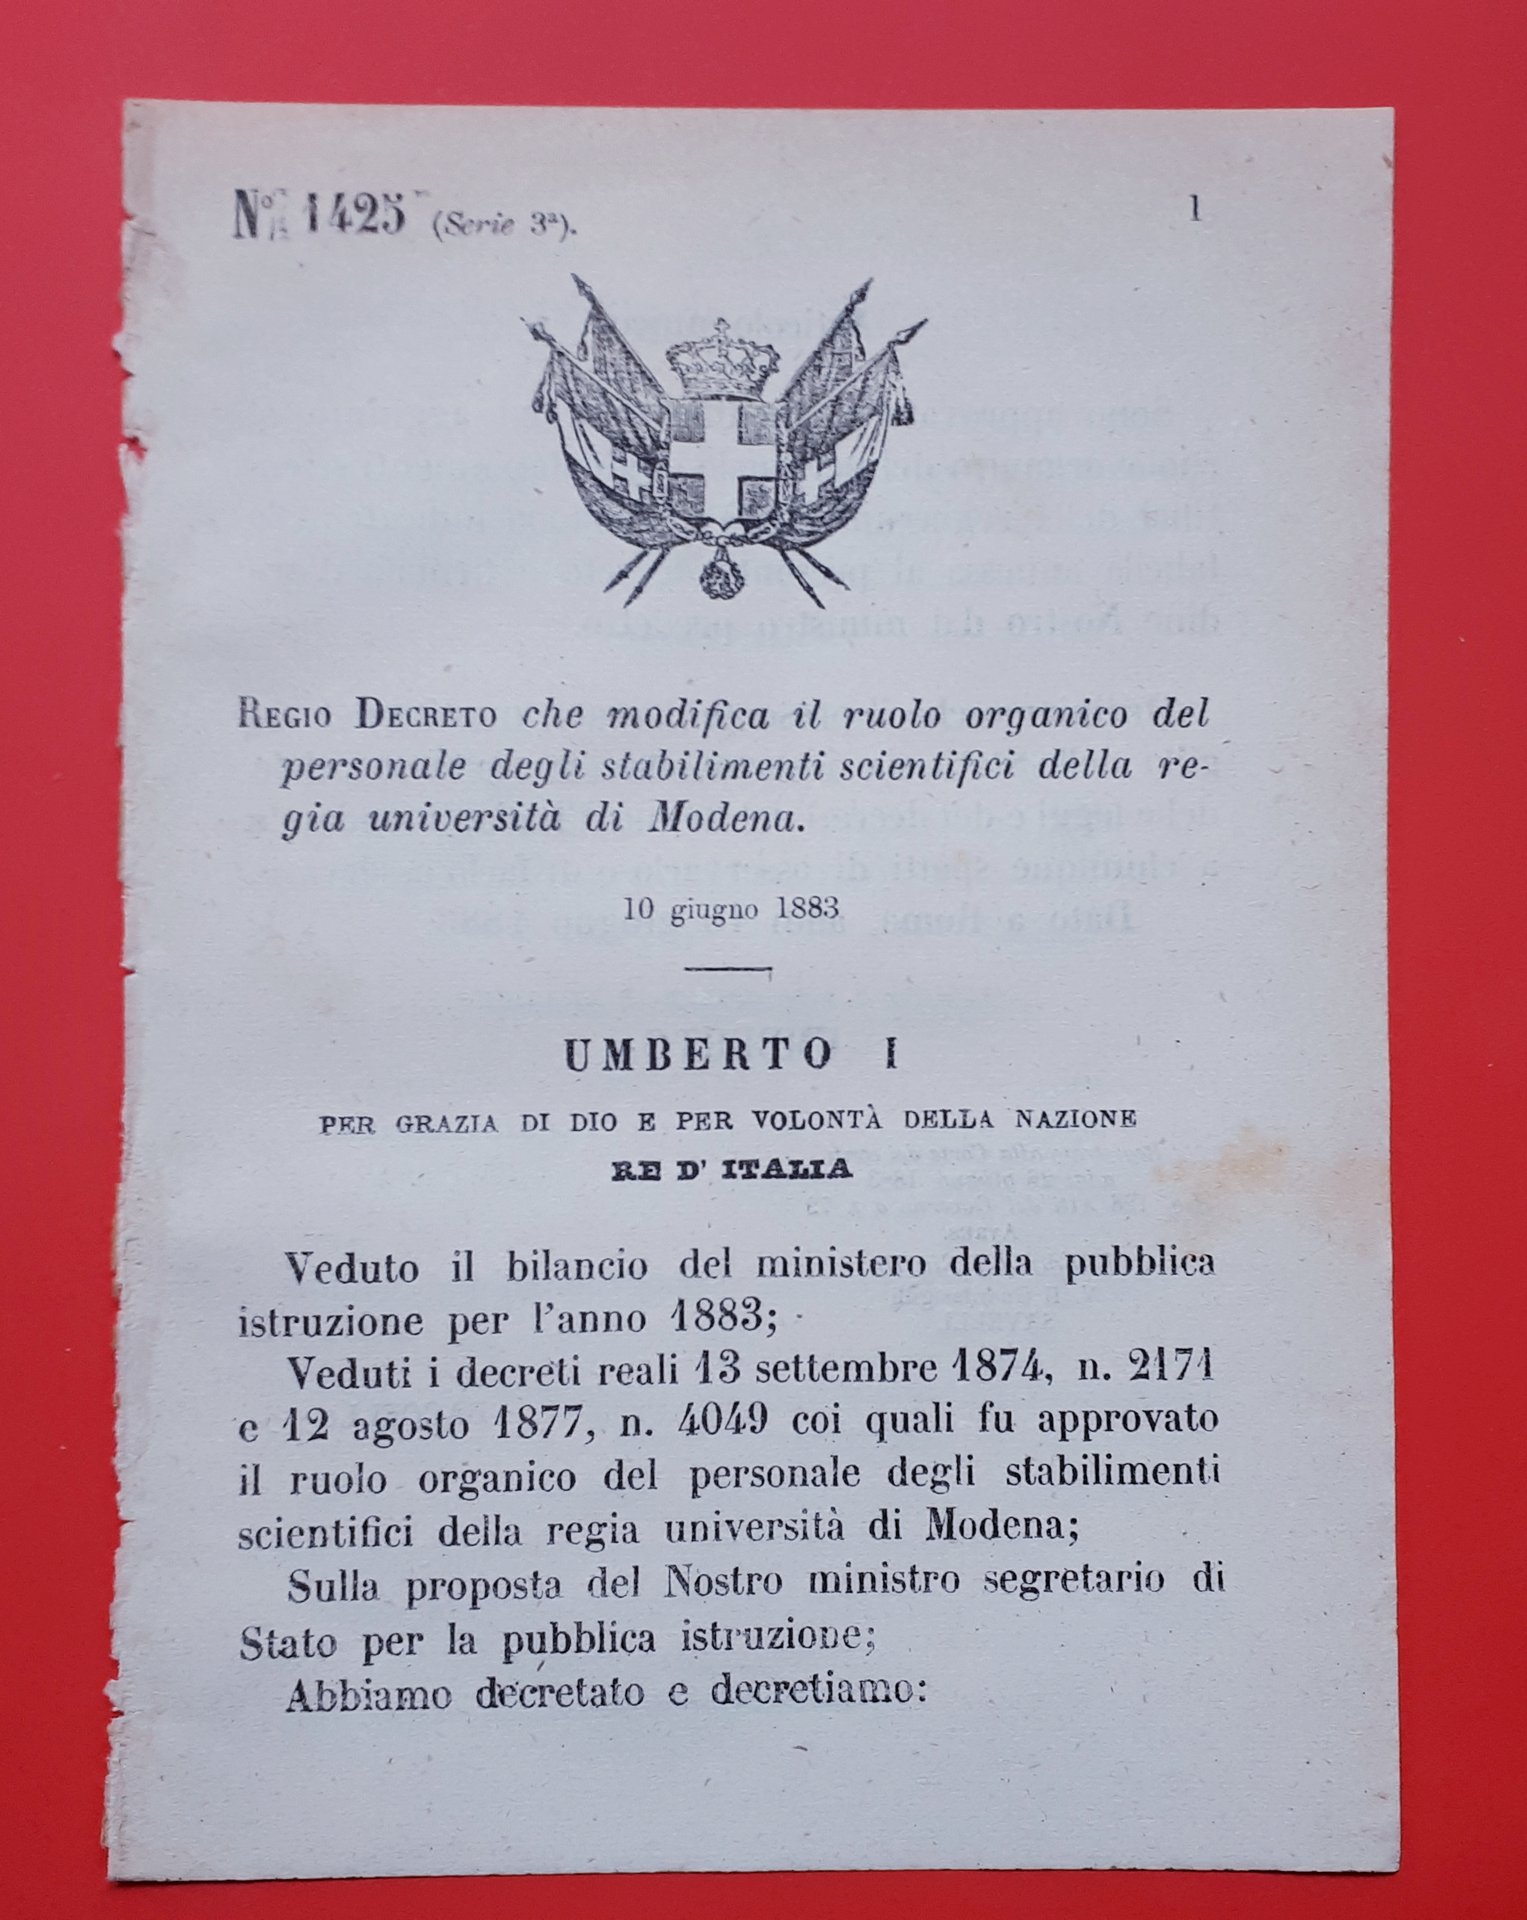 Nº 1425 (Serie 3ª). 1
REGIO DECRETO che modifica il ruolo organico del
personale degli stabilimenti scientifici della re-
gia università di Modena.
10 giugno 1883
UMBERTO I
PER GRAZIA DI DIO E PER VOLONTÀ DELLA NAZIONE
RE D' ITALIA
Veduto il bilancio del ministero della pubblica
istruzione per l'anno 1883;
Veduti i decreti reali 13 settembre 1874, n. 2171
e 12 agosto 1877, n. 4049 coi quali fu approvato
il ruolo organico del personale degli stabilimenti
scientifici della regia università di Modena;
Sulla proposta del Nostro ministro segretario di
Stato per la pubblica istruzione;
Abbiamo decretato e decretiamo: